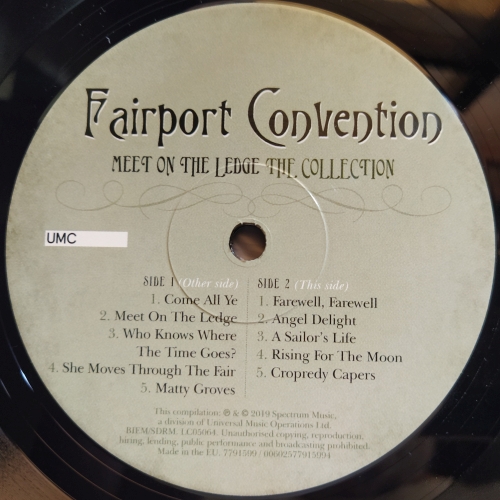 Fairport Convention
MEET ON THE LEDGE THE COLLECTION
UMC
SIDE 1 (Other side)
1. Come All Ye
2. Meet On The Ledge
3. Who Knows Where
The Time Goes?
4. She Moves Through The Fair
5. Matty Groves
SIDE 2 (This side)
1. Farewell, Farewell
2. Angel Delight
3. A Sailor's Life
4. Rising For The Moon
5. Cropredy Capers
This compilation: ℗ & © 2019 Spectrum Music,
a division of Universal Music Operations Ltd.
BIEM/SDRM. LC05064. Unauthorised copying, reproduction,
hiring, lending, public performance and broadcasting prohibited.
Made in the EU. 7791599 / 00602577915994